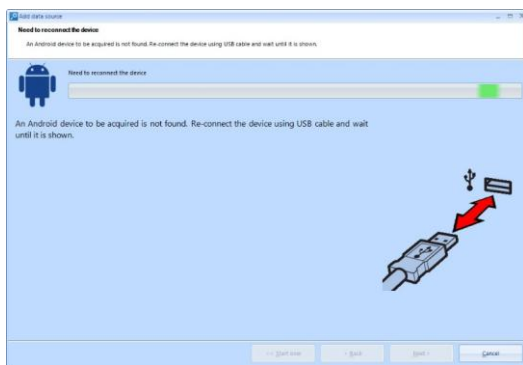 Add data source
Need to reconnect the device
An Android device to be acquired is not found. Re-connect the device using USB cable and wait until it is shown.
Need to reconnect the device
An Android device to be acquired is not found. Re-connect the device using USB cable and wait
until it is shown.
<< Start over
< Back
Next >
Cancel